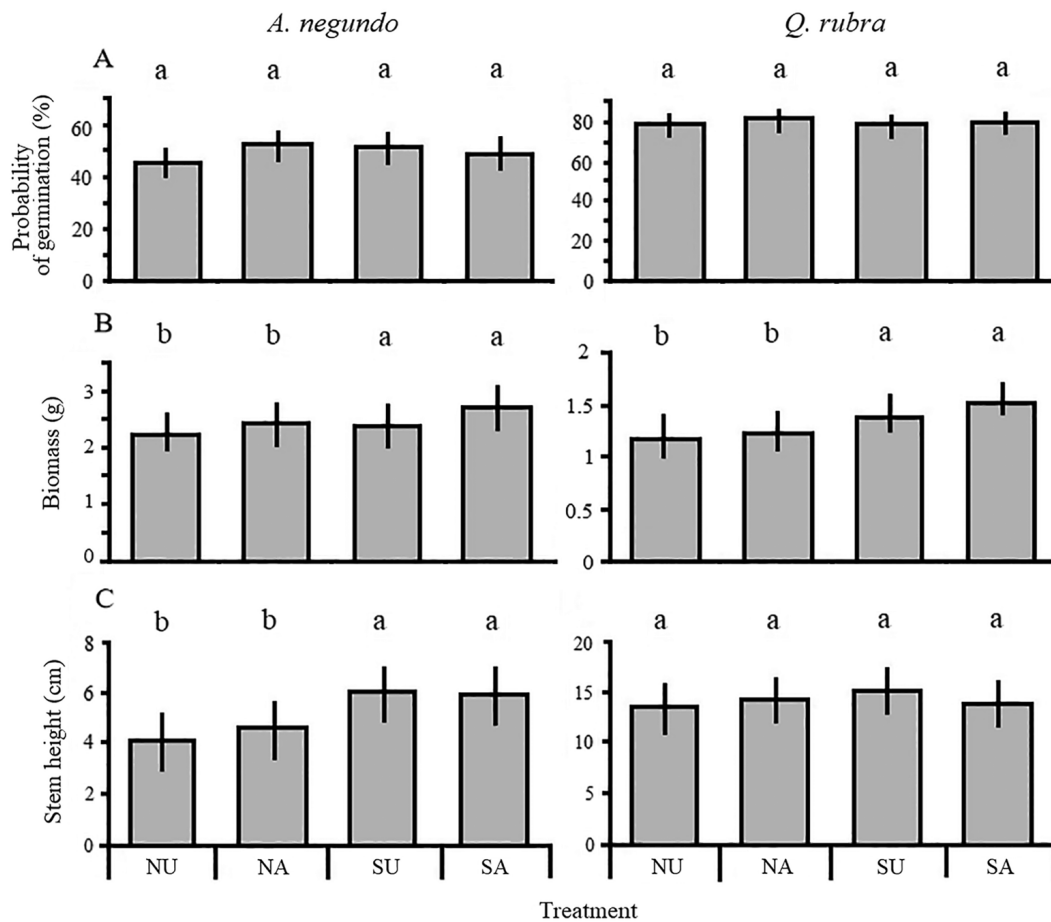 A. negundo Q. rubra
A
a a a a
a a a a
Probability of germination (%)
60
40
20
0
80
60
40
20
0
B
b b a a
b b a a
Biomass (g)
3
2
1
0
2
1.5
1
0.5
0
C
b b a a
a a a a
Stem height (cm)
8
6
4
2
0
20
15
10
5
0
NU NA SU SA
NU NA SU SA
Treatment